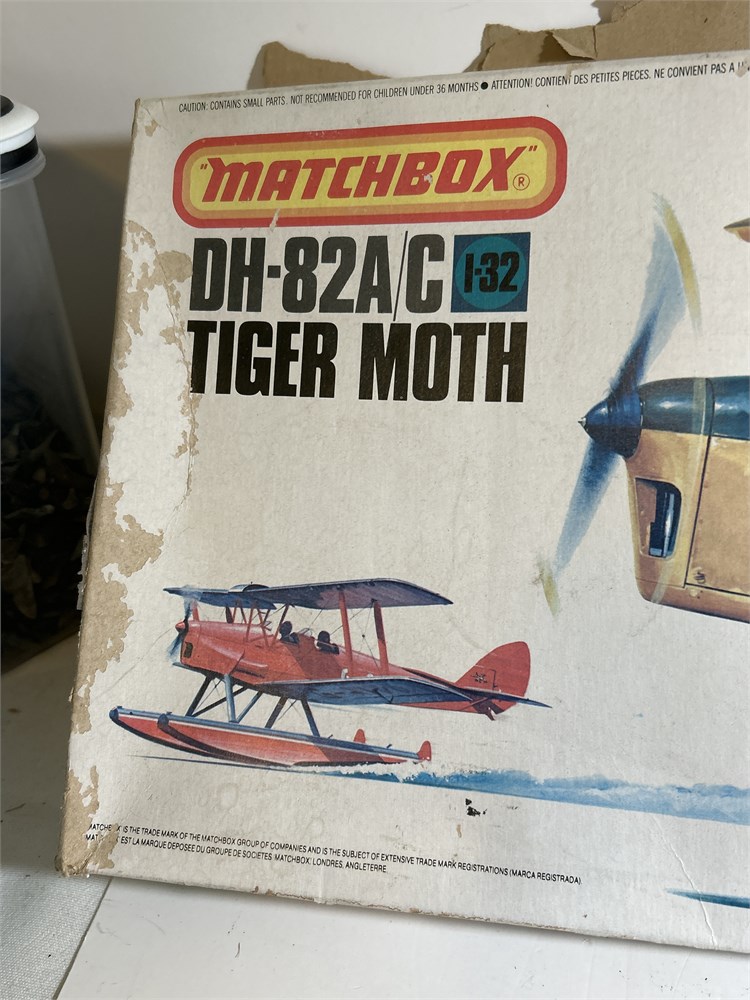 CAUTION: CONTAINS SMALL PARTS. NOT RECOMMENDED FOR CHILDREN UNDER 36 MONTHS ● ATTENTION! CONTIENT DES PETITES PIECES. NE CONVIENT PAS A
"MATCHBOX"®
DH-82A/C 1-32
TIGER MOTH
IS THE TRADE MARK OF THE MATCHBOX GROUP OF COMPANIES AND IS THE SUBJECT OF EXTENSIVE TRADE MARK REGISTRATIONS (MARCA REGISTRADA).
EST LA MARQUE DEPOSEE DU GROUPE DE SOCIETES MATCHBOX, LONDRES, ANGLETERRE.